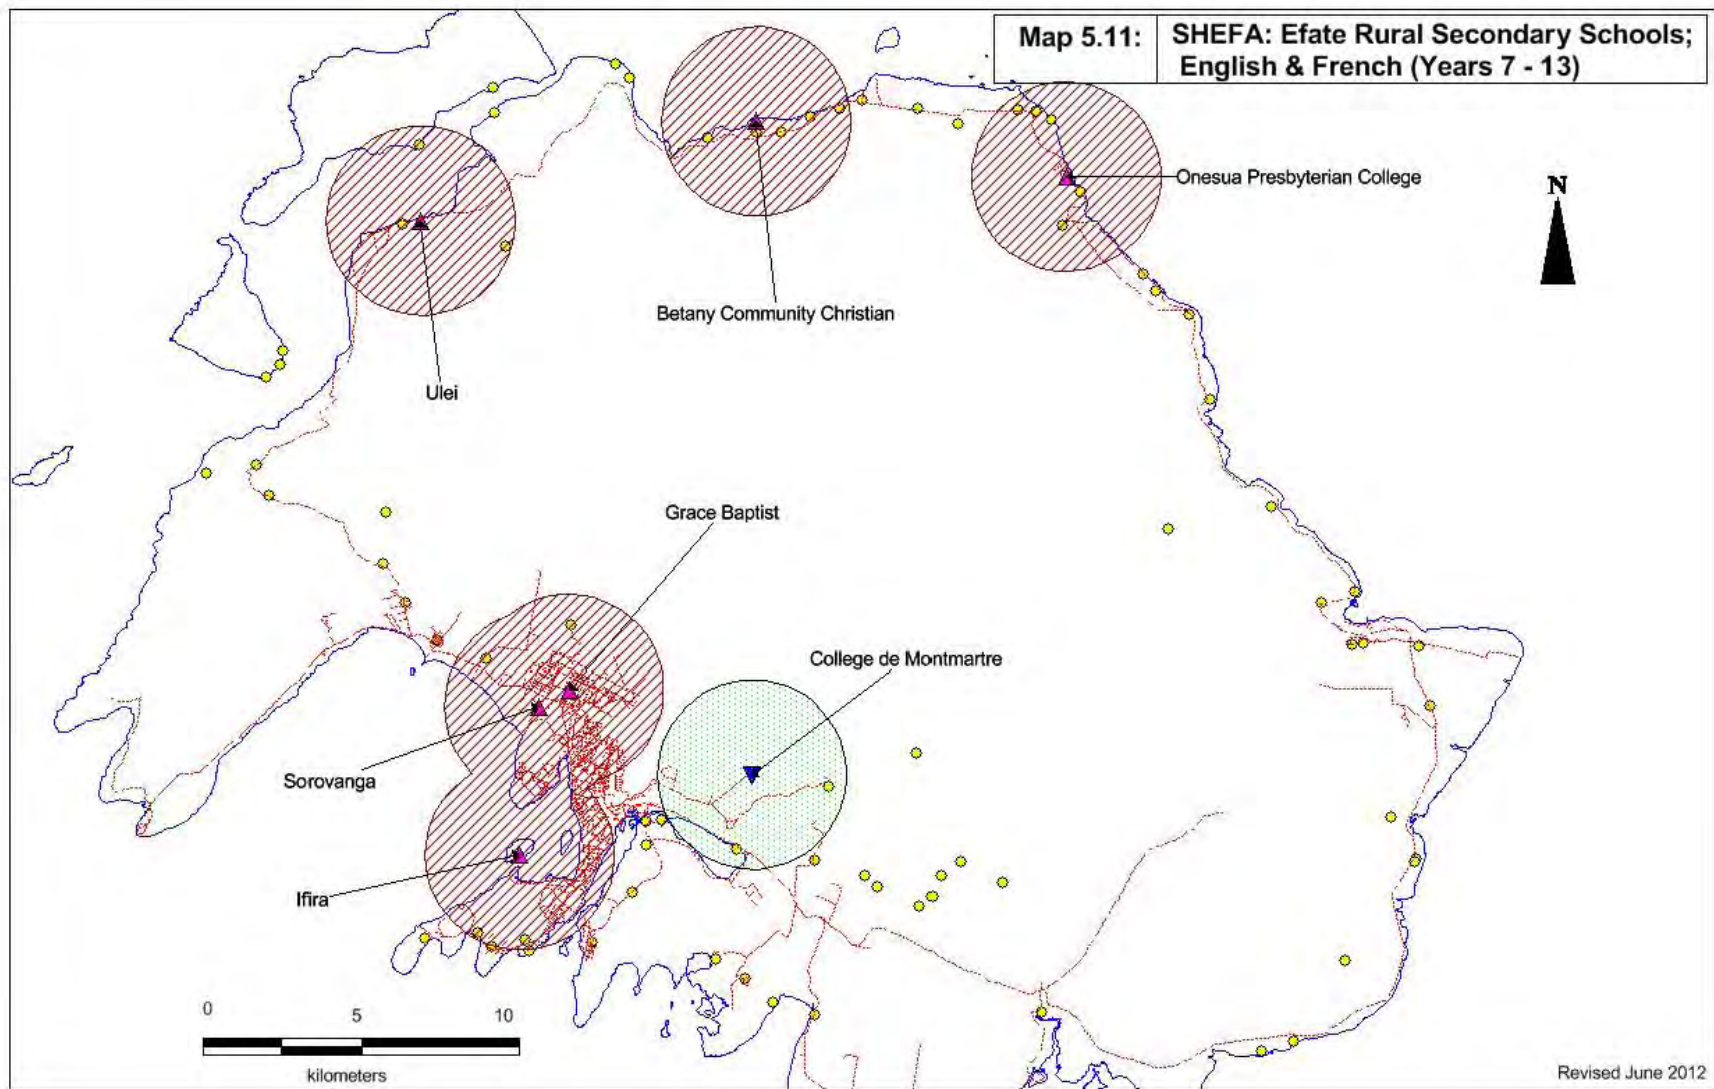 Map 5.11:
SHEFA: Efate Rural Secondary Schools;
English & French (Years 7 - 13)
Onesua Presbyterian College
N
Betany Community Christian
Ulei
Grace Baptist
College de Montmartre
Sorovanga
Ifira
0 5 10
kilometers
Revised June 2012